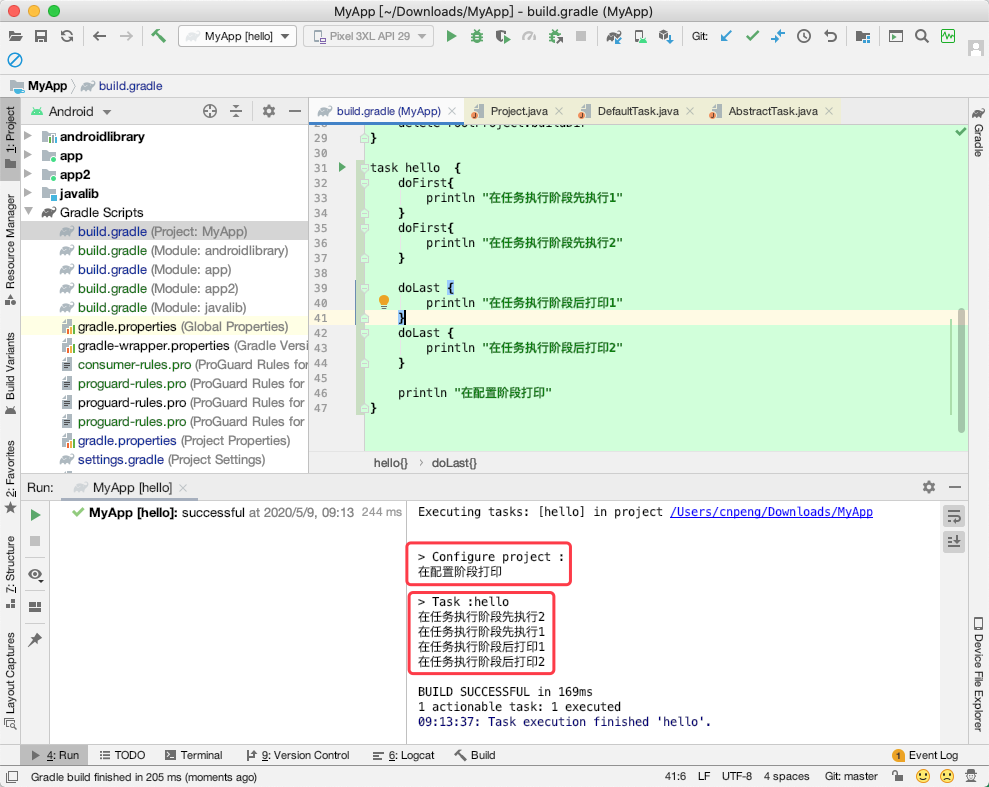 MyApp [~/Downloads/MyApp] - build.gradle (MyApp)
MyApp [hello]
Pixel 3XL API 29
Git:
MyApp
build.gradle
Android
build.gradle (MyApp)
Project.java
DefaultTask.java
AbstractTask.java
1: Project
Resource Manager
Build Variants
2: Favorites
7: Structure
Layout Captures
androidlibrary
app
app2
javalib
Gradle Scripts
build.gradle (Project: MyApp)
build.gradle (Module: androidlibrary)
build.gradle (Module: app)
build.gradle (Module: app2)
build.gradle (Module: javalib)
gradle.properties (Global Properties)
gradle-wrapper.properties (Gradle Versi
consumer-rules.pro (ProGuard Rules for
proguard-rules.pro (ProGuard Rules for
proguard-rules.pro (ProGuard Rules for
proguard-rules.pro (ProGuard Rules for
gradle.properties (Project Properties)
settings.gradle (Project Settings)
28 delete rootProject.buildDir
29 }
30
31 task hello {
32 doFirst{
33 println "在任务执行阶段先执行1"
34 }
35 doFirst{
36 println "在任务执行阶段先执行2"
37 }
38
39 doLast {
40 println "在任务执行阶段后打印1"
41 }
42 doLast {
43 println "在任务执行阶段后打印2"
44 }
45
46 println "在配置阶段打印"
47 }
hello{} › doLast{}
Gradle
Device File Explorer
Run: MyApp [hello]
MyApp [hello]: successful at 2020/5/9, 09:13 244 ms
Executing tasks: [hello] in project /Users/cnpeng/Downloads/MyApp
> Configure project :
在配置阶段打印
> Task :hello
在任务执行阶段先执行2
在任务执行阶段先执行1
在任务执行阶段后打印1
在任务执行阶段后打印2
BUILD SUCCESSFUL in 169ms
1 actionable task: 1 executed
09:13:37: Task execution finished 'hello'.
4: Run
TODO
Terminal
9: Version Control
6: Logcat
Build
1 Event Log
Gradle build finished in 205 ms (moments ago)
41:6 LF UTF-8 4 spaces Git: master